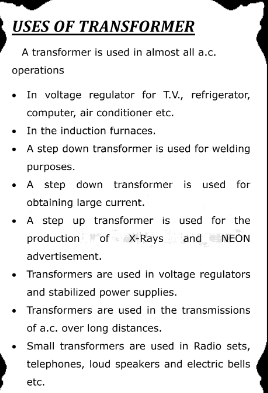 USES OF TRANSFORMER
A transformer is used in almost all a.c.
operations
• In voltage regulator for T.V., refrigerator,
computer, air conditioner etc.
• In the induction furnaces.
• A step down transformer is used for welding
purposes.
• A step down transformer is used for
obtaining large current.
• A step up transformer is used for the
production of X-Rays and NEON
advertisement.
• Transformers are used in voltage regulators
and stabilized power supplies.
• Transformers are used in the transmissions
of a.c. over long distances.
• Small transformers are used in Radio sets,
telephones, loud speakers and electric bells
etc.